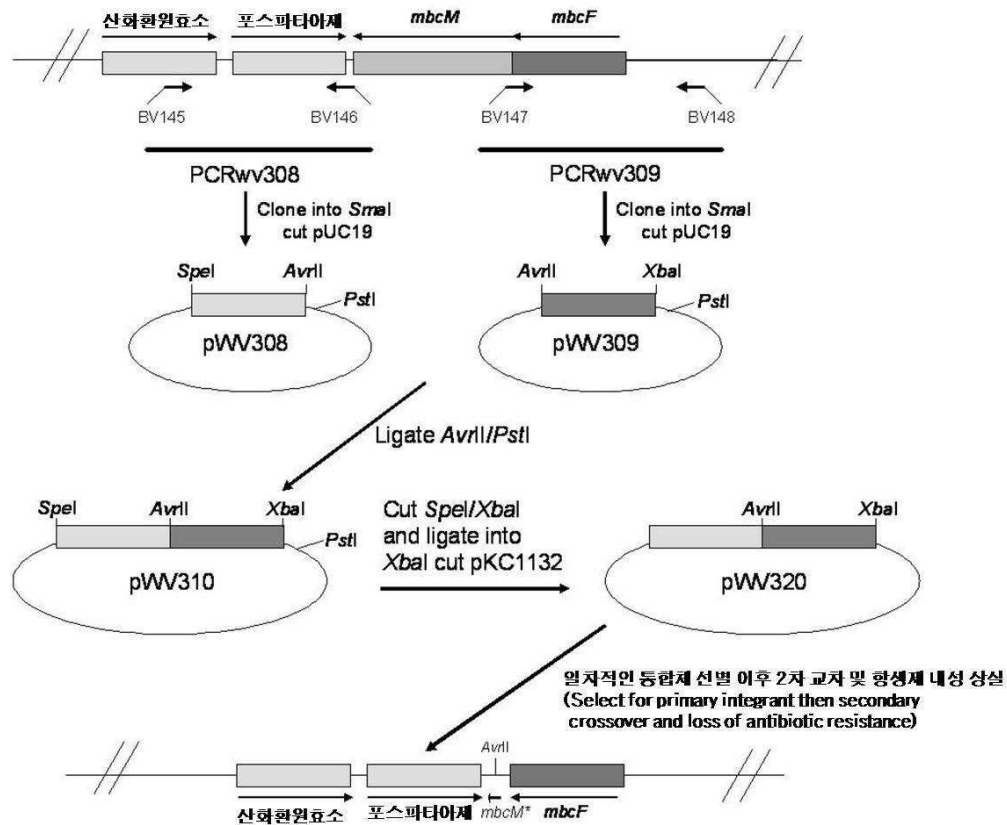 산화환원효소 포스파타아제 mbcM mbcF
BV145 BV146 BV147 BV148
PCRwv308 PCRwv309
Clone into SmaI Clone into SmaI
cut pUC19 cut pUC19
SpeI AvrII AvrII XbaI
PstI PstI
pWV308 pWV309
Ligate AvrII/PstI
SpeI AvrII XbaI Cut SpeI/XbaI AvrII XbaI
and ligate into
PstI XbaI cut pKC1132
pWV310 pWV320
일차적인 통합체 선별 이후 2차 교차 및 항생제 내성 상실
(Select for primary integrant then secondary
crossover and loss of antibiotic resistance)
AvrII
산화환원효소 포스파타아제 mbcM* mbcF